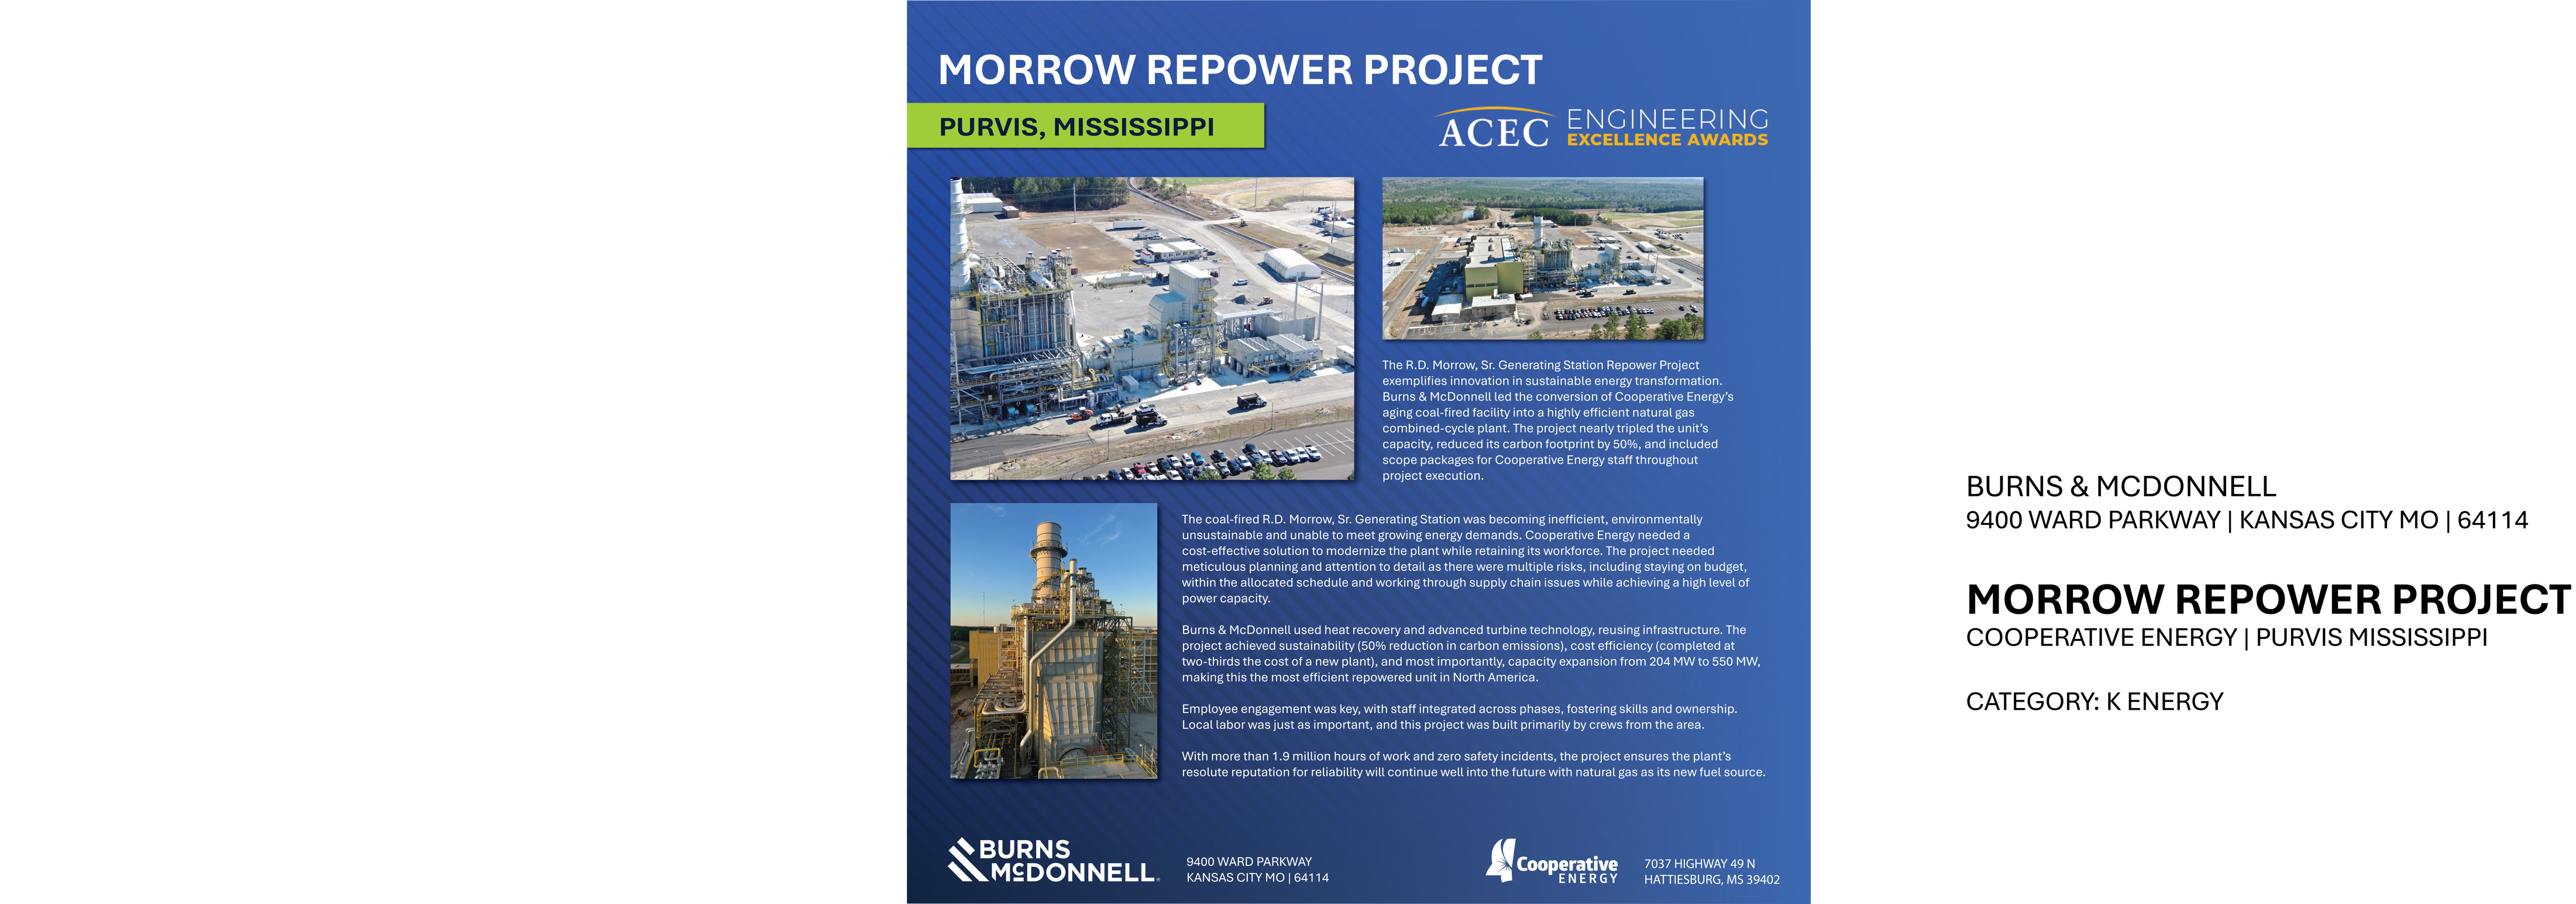 MORROW REPOWER PROJECT
PURVIS, MISSISSIPPI
ACEC ENGINEERING
EXCELLENCE AWARDS
The R.D. Morrow, Sr. Generating Station Repower Project
exemplifies innovation in sustainable energy transformation.
Burns & McDonnell led the conversion of Cooperative Energy’s
aging coal-fired facility into a highly efficient natural gas
combined-cycle plant. The project nearly tripled the unit’s
capacity, reduced its carbon footprint by 50%, and included
scope packages for Cooperative Energy staff throughout
project execution.
The coal-fired R.D. Morrow, Sr. Generating Station was becoming inefficient, environmentally
unsustainable and unable to meet growing energy demands. Cooperative Energy needed a
cost-effective solution to modernize the plant while retaining its workforce. The project needed
meticulous planning and attention to detail as there were multiple risks, including staying on budget,
within the allocated schedule and working through supply chain issues while achieving a high level of
power capacity.
Burns & McDonnell used heat recovery and advanced turbine technology, reusing infrastructure. The
project achieved sustainability (50% reduction in carbon emissions), cost efficiency (completed at
two-thirds the cost of a new plant), and most importantly, capacity expansion from 204 MW to 550 MW,
making this the most efficient repowered unit in North America.
Employee engagement was key, with staff integrated across phases, fostering skills and ownership.
Local labor was just as important, and this project was built primarily by crews from the area.
With more than 1.9 million hours of work and zero safety incidents, the project ensures the plant’s
resolute reputation for reliability will continue well into the future with natural gas as its new fuel source.
BURNS
McDONNELL
9400 WARD PARKWAY
KANSAS CITY MO | 64114
Cooperative
ENERGY
7037 HIGHWAY 49 N
HATTIESBURG, MS 39402
BURNS & MCDONNELL
9400 WARD PARKWAY | KANSAS CITY MO | 64114
MORROW REPOWER PROJECT
COOPERATIVE ENERGY | PURVIS MISSISSIPPI
CATEGORY: K ENERGY